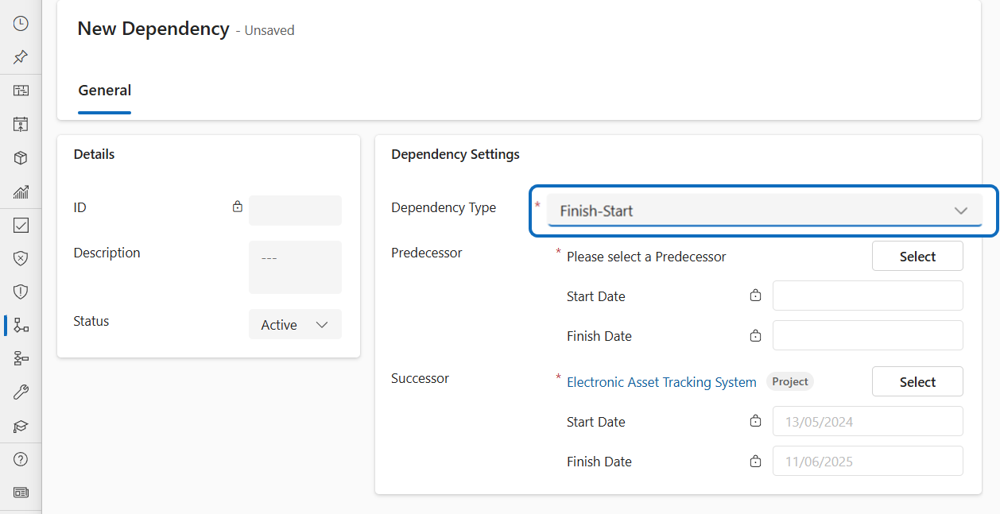 New Dependency - Unsaved
General
Details
ID
Description
---
Status
Active
Dependency Settings
Dependency Type
* Finish-Start
Predecessor
* Please select a Predecessor
Select
Start Date
Finish Date
Successor
* Electronic Asset Tracking System Project
Select
Start Date
13/05/2024
Finish Date
11/06/2025